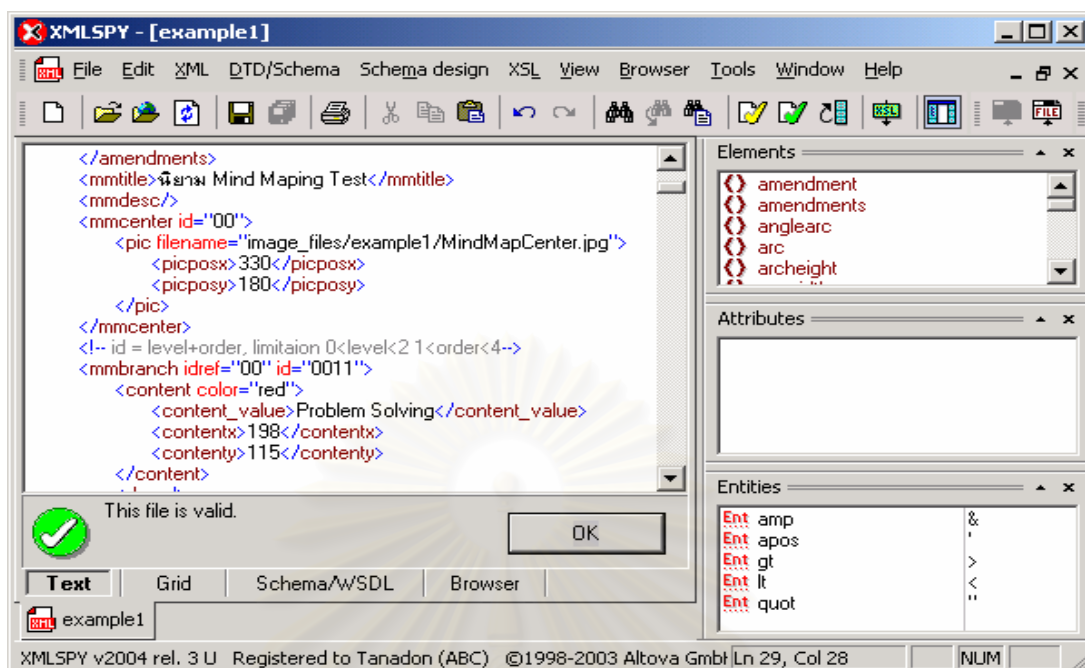 XMLSPY - [example1]
File Edit XML DTD/Schema Schema design XSL View Browser Tools Window Help
XSL FILE
</amendments>
<mmtitle>นิยาม Mind Maping Test</mmtitle>
<mmdesc/>
<mmcenter id="00">
<pic filename="image_files/example1/MindMapCenter.jpg">
<picposx>330</picposx>
<picposy>180</picposy>
</pic>
</mmcenter>
<!-- id = level+order, limitaion 0<level<2 1<order<4-->
<mmbranch idref="00" id="0011">
<content color="red">
<content_value>Problem Solving</content_value>
<contentx>198</contentx>
<contenty>115</contenty>
</content>
This file is valid.
OK
Text Grid Schema/WSDL Browser
example1
Elements
<> amendment
<> amendments
<> anglearc
<> arc
<> archeight
Attributes
Entities
Ent amp &
Ent apos '
Ent gt >
Ent lt <
Ent quot "
XMLSPY v2004 rel. 3 U Registered to Tanadon (ABC) ©1998-2003 Altova Gmb Ln 29, Col 28 NUM